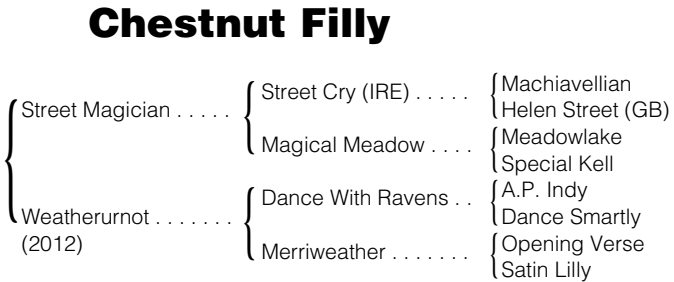 Chestnut Filly
Street Magician . . . . .
Weatherurnot . . . . . . .
(2012)
Street Cry (IRE) . . . . .
Magical Meadow . . . .
Dance With Ravens . .
Merriweather . . . . . . .
Machiavellian
Helen Street (GB)
Meadowlake
Special Kell
A.P. Indy
Dance Smartly
Opening Verse
Satin Lilly